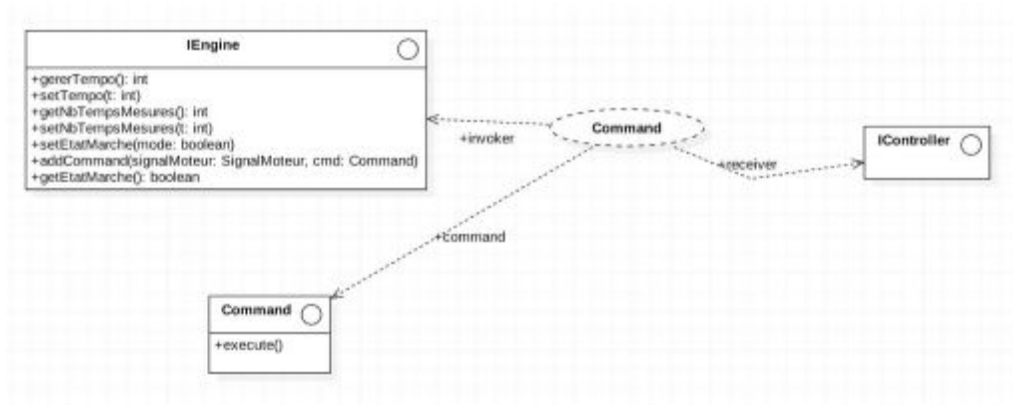 IEngine
+gererTempo(): int
+setTempo(t: int)
+getNbTempsMesures(): int
+setNbTempsMesures(t: int)
+setEtatMarche(mode: boolean)
+addCommand(signalMoteur: SignalMoteur, cmd: Command)
+getEtatMarche(): boolean
+invoker
Command
+receiver
IController
+command
Command
+execute()